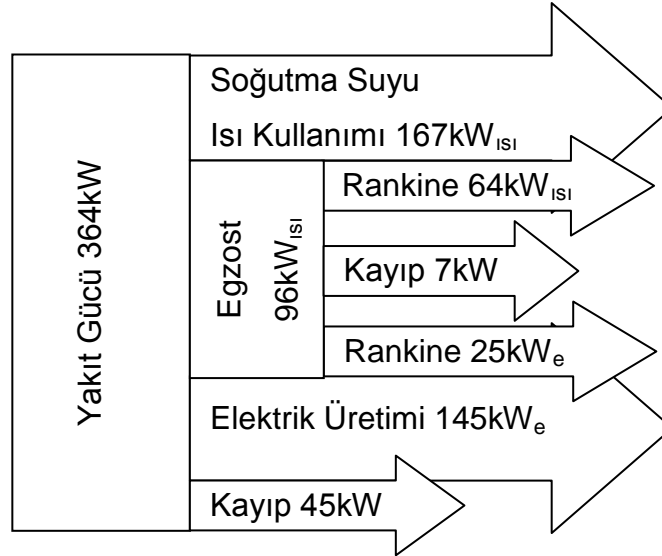 Yakıt Gücü 364kW
Soğutma Suyu
Isı Kullanımı 167kWısı
Egzost
96kWısı
Rankine 64kWısı
Kayıp 7kW
Rankine 25kWe
Elektrik Üretimi 145kWe
Kayıp 45kW